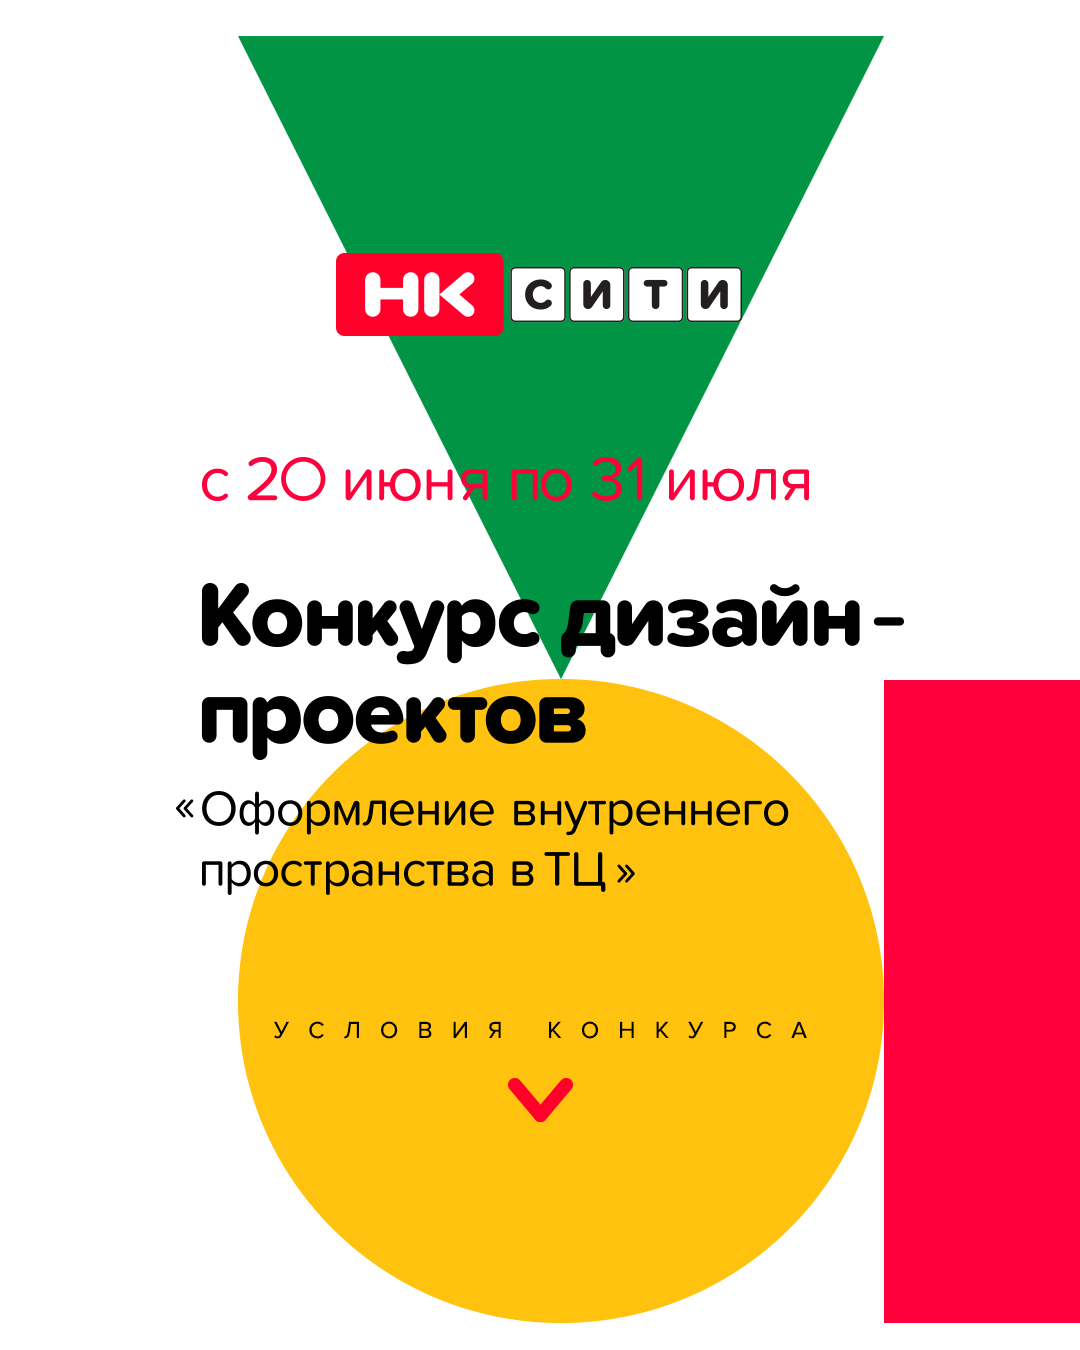 НК СИТИ
с 20 июня по 31 июля
Конкурс дизайн-
проектов
«Оформление внутреннего
пространства в ТЦ»
УСЛОВИЯ КОНКУРСА